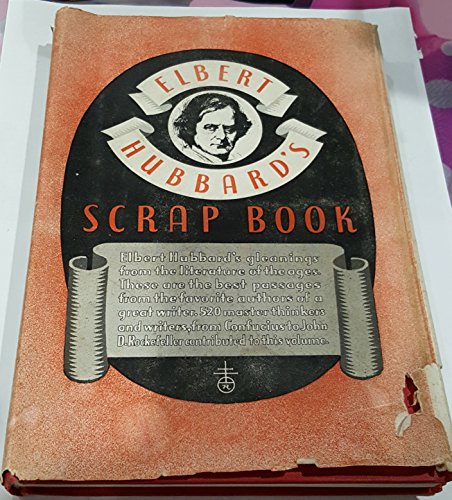 ELBERT
HUBBARD'S
SCRAP BOOK
Elbert Hubbard's gleanings
from the literature of the ages.
These are the best passages
from the favorite authors of a
great writer. 520 master thinkers
and writers, from Confucius to John
D. Rockefeller contributed to this volume.